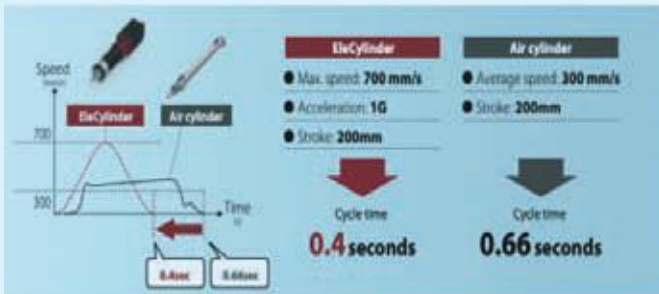 Speed
EleCylinder
Air cylinder
700
300
Time
0.4sec
0.66sec
EleCylinder
● Max. speed: 700 mm/s
● Acceleration: 1G
● Stroke: 200mm
Cycle time
0.4 seconds
Air cylinder
● Average speed: 300 mm/s
● Stroke: 200mm
Cycle time
0.66 seconds